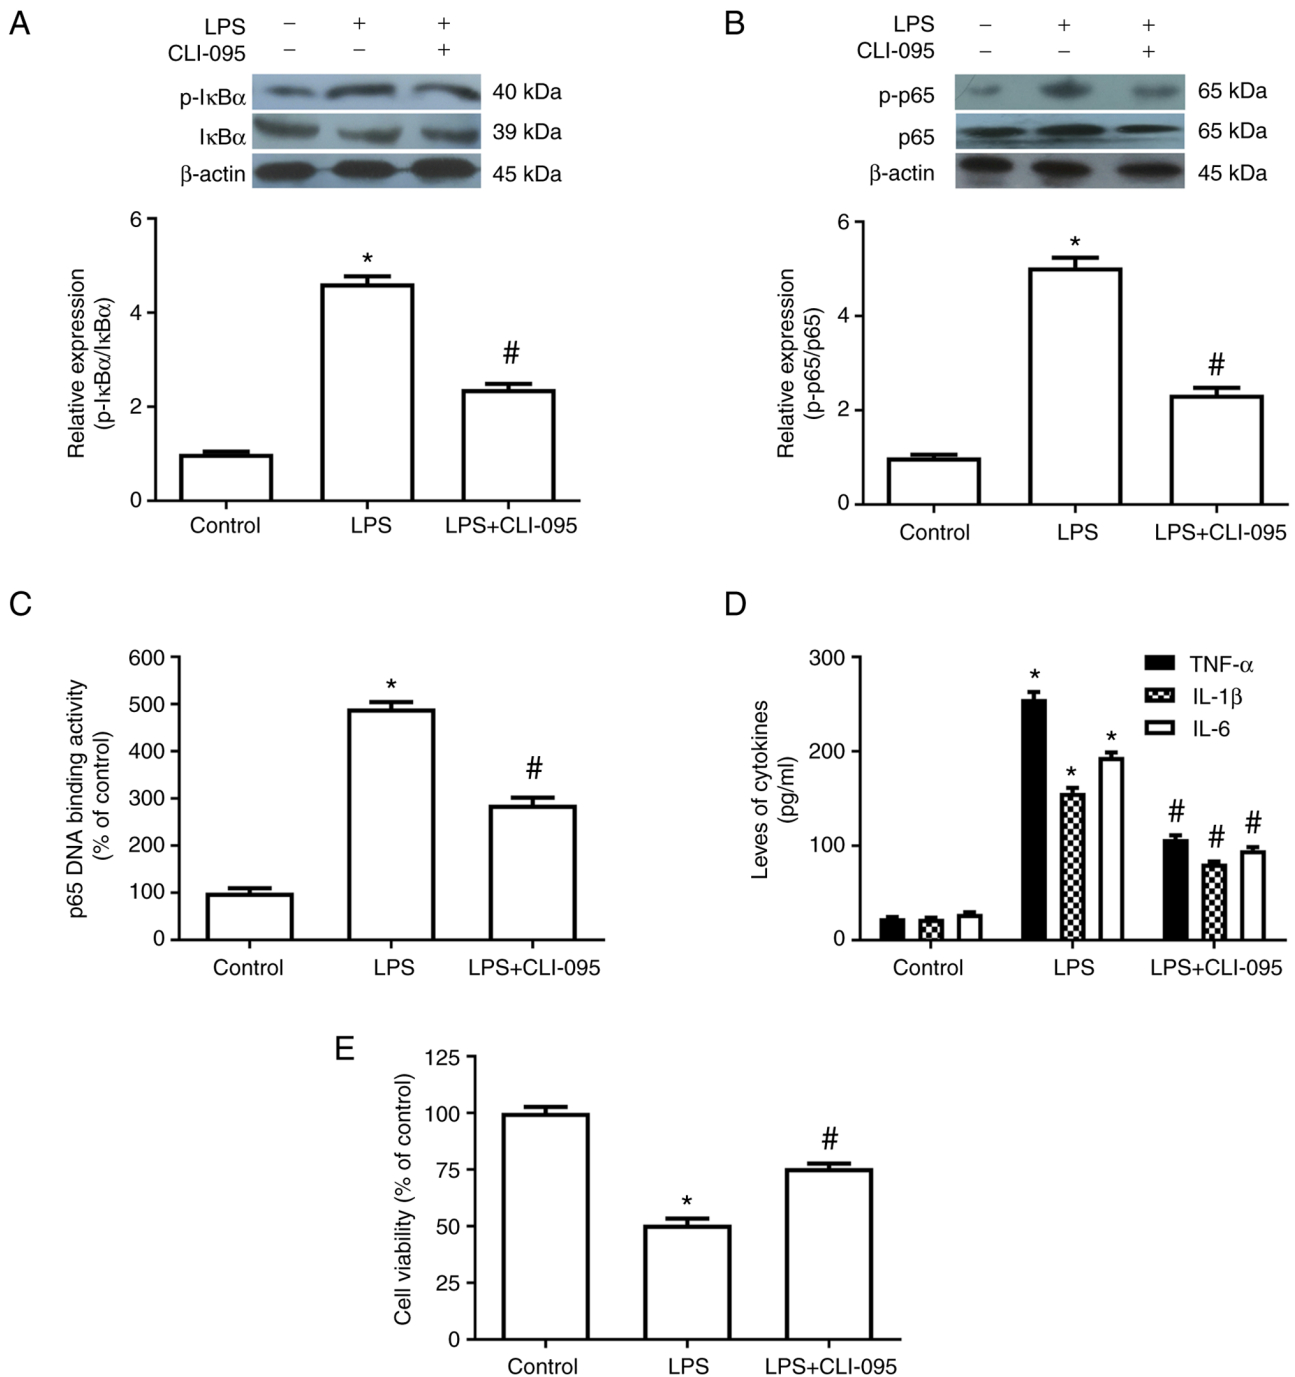 A
LPS − + +
CLI-095 − − +
p-IκBα 40 kDa
IκBα 39 kDa
β-actin 45 kDa
Relative expression
(p-IκBα/IκBα)
6
4
2
0
*
#
Control LPS LPS+CLI-095
B
LPS − + +
CLI-095 − − +
p-p65 65 kDa
p65 65 kDa
β-actin 45 kDa
Relative expression
(p-p65/p65)
6
4
2
0
*
#
Control LPS LPS+CLI-095
C
p65 DNA binding activity
(% of control)
600
500
400
300
200
100
0
*
#
Control LPS LPS+CLI-095
D
Leves of cytokines
(pg/ml)
300
200
100
0
TNF-α
IL-1β
IL-6
* * *
# # #
Control LPS LPS+CLI-095
E
Cell viability (% of control)
125
100
75
50
25
0
*
#
Control LPS LPS+CLI-095